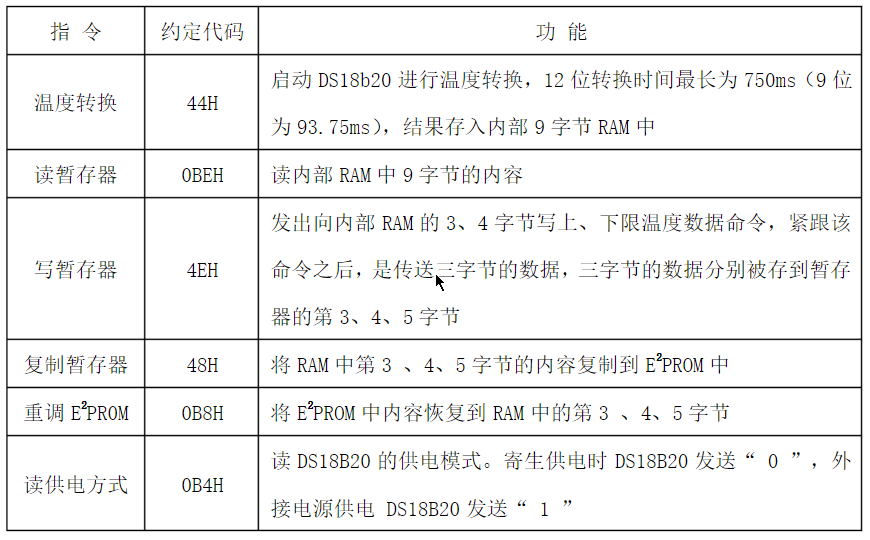 指 令 约定代码 功 能
温度转换 44H 启动 DS18b20 进行温度转换，12 位转换时间最长为 750ms（9 位
为 93.75ms），结果存入内部 9 字节 RAM 中
读暂存器 0BEH 读内部 RAM 中 9 字节的内容
写暂存器 4EH 发出向内部 RAM 的 3、4 字节写上、下限温度数据命令，紧跟该
命令之后，是传送三字节的数据，三字节的数据分别被存到暂存
器的第 3、4、5 字节
复制暂存器 48H 将 RAM 中第 3 、4、5 字节的内容复制到 E²PROM 中
重调 E²PROM 0B8H 将 E²PROM 中内容恢复到 RAM 中的第 3 、4、5 字节
读供电方式 0B4H 读 DS18B20 的供电模式。寄生供电时 DS18B20 发送“ 0 ”，外
接电源供电 DS18B20 发送“ 1 ”